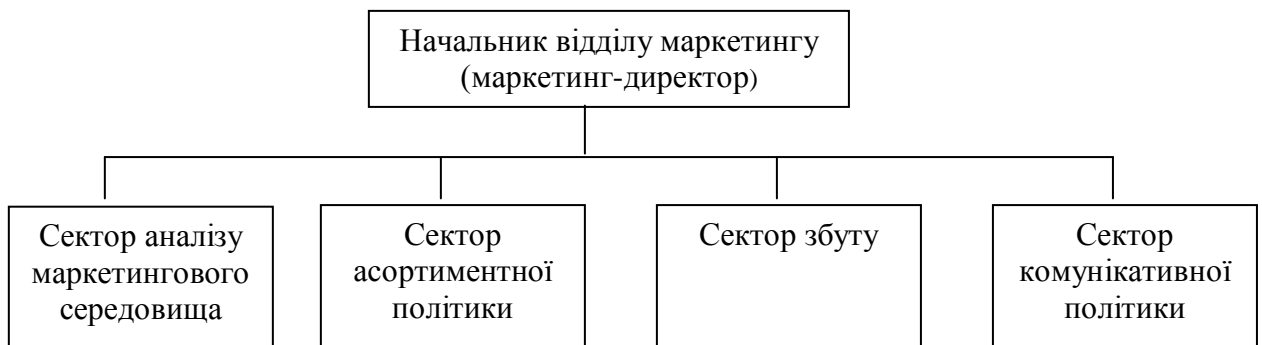 Начальник відділу маркетингу
(маркетинг-директор)
Сектор аналізу
маркетингового
середовища
Сектор
асортиментної
політики
Сектор збуту
Сектор
комунікативної
політики